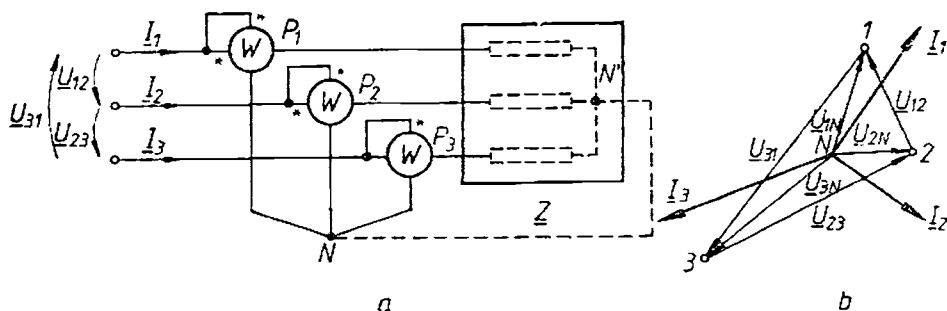 I1
* P1
W
*
U12
I2
* P2
W
*
N'
U31
U23
I3
* P3
W
*
Z
N
a
1
I1
U12
U1N
U31
N
U2N
2
I3
U3N
I2
U23
3
b